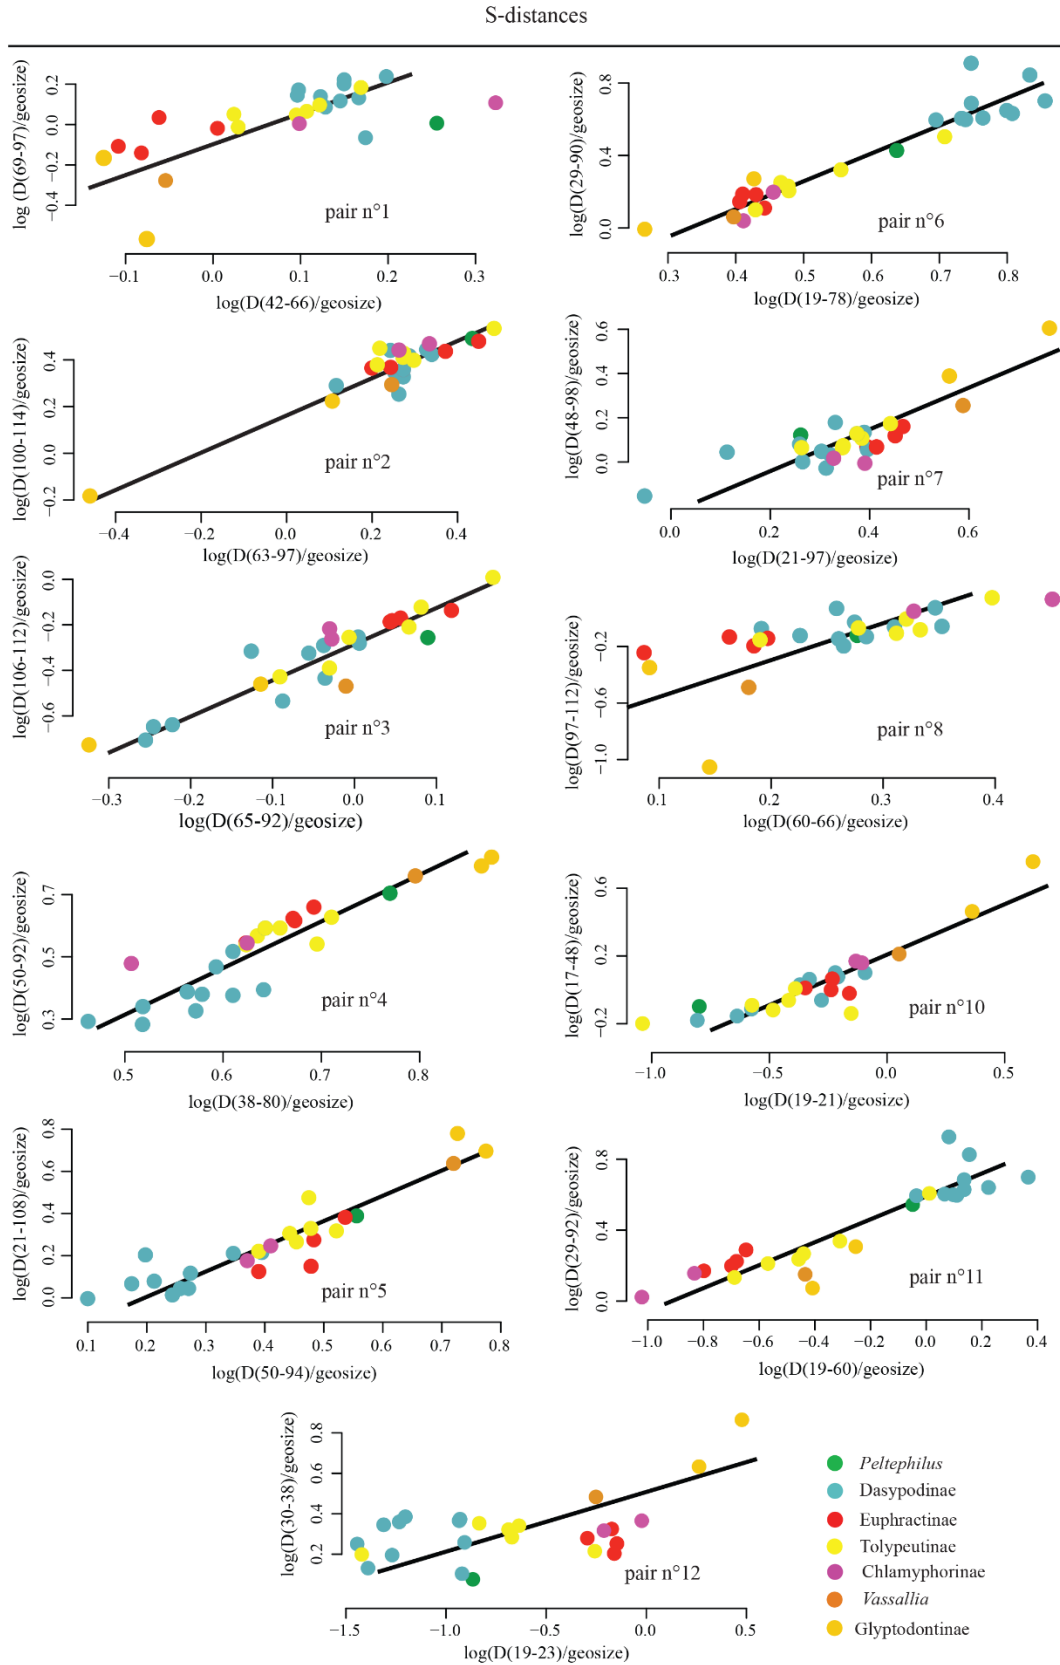 S-distances
log (D(69-97)/geosize)
0.2
0.0
−0.2
−0.4
pair n°1
−0.1 0.0 0.1 0.2 0.3
log(D(42-66)/geosize)
log(D(29-90)/geosize)
0.8
0.4
0.0
pair n°6
0.3 0.4 0.5 0.6 0.7 0.8
log(D(19-78)/geosize)
log(D(100-114)/geosize)
0.4
0.2
0.0
−0.2
pair n°2
−0.4 −0.2 0.0 0.2 0.4
log(D(63-97)/geosize)
log(D(48-98)/geosize)
0.6
0.2
0.0
pair n°7
0.0 0.2 0.4 0.6
log(D(21-97)/geosize)
log(D(106-112)/geosize)
0.0
−0.2
−0.4
−0.6
pair n°3
−0.3 −0.2 −0.1 0.0 0.1
log(D(65-92)/geosize)
log(D(97-112)/geosize)
−0.2
−0.6
−1.0
pair n°8
0.1 0.2 0.3 0.4
log(D(60-66)/geosize)
log(D(50-92)/geosize)
0.7
0.5
0.3
pair n°4
0.5 0.6 0.7 0.8
log(D(38-80)/geosize)
log(D(17-48)/geosize)
0.6
0.2
−0.2
pair n°10
−1.0 −0.5 0.0 0.5
log(D(19-21)/geosize)
log(D(21-108)/geosize)
0.8
0.4
0.2
0.0
pair n°5
0.1 0.2 0.3 0.4 0.5 0.6 0.7 0.8
log(D(50-94)/geosize)
log(D(29-92)/geosize)
0.8
0.4
0.0
pair n°11
−1.0 −0.8 −0.6 −0.4 −0.2 0.0 0.2 0.4
log(D(19-60)/geosize)
log(D(30-38)/geosize)
0.8
0.6
0.4
0.2
pair n°12
−1.5 −1.0 −0.5 0.0 0.5
log(D(19-23)/geosize)
Peltephilus
Dasypodinae
Euphractinae
Tolypeutinae
Chlamyphorinae
Vassallia
Glyptodontinae